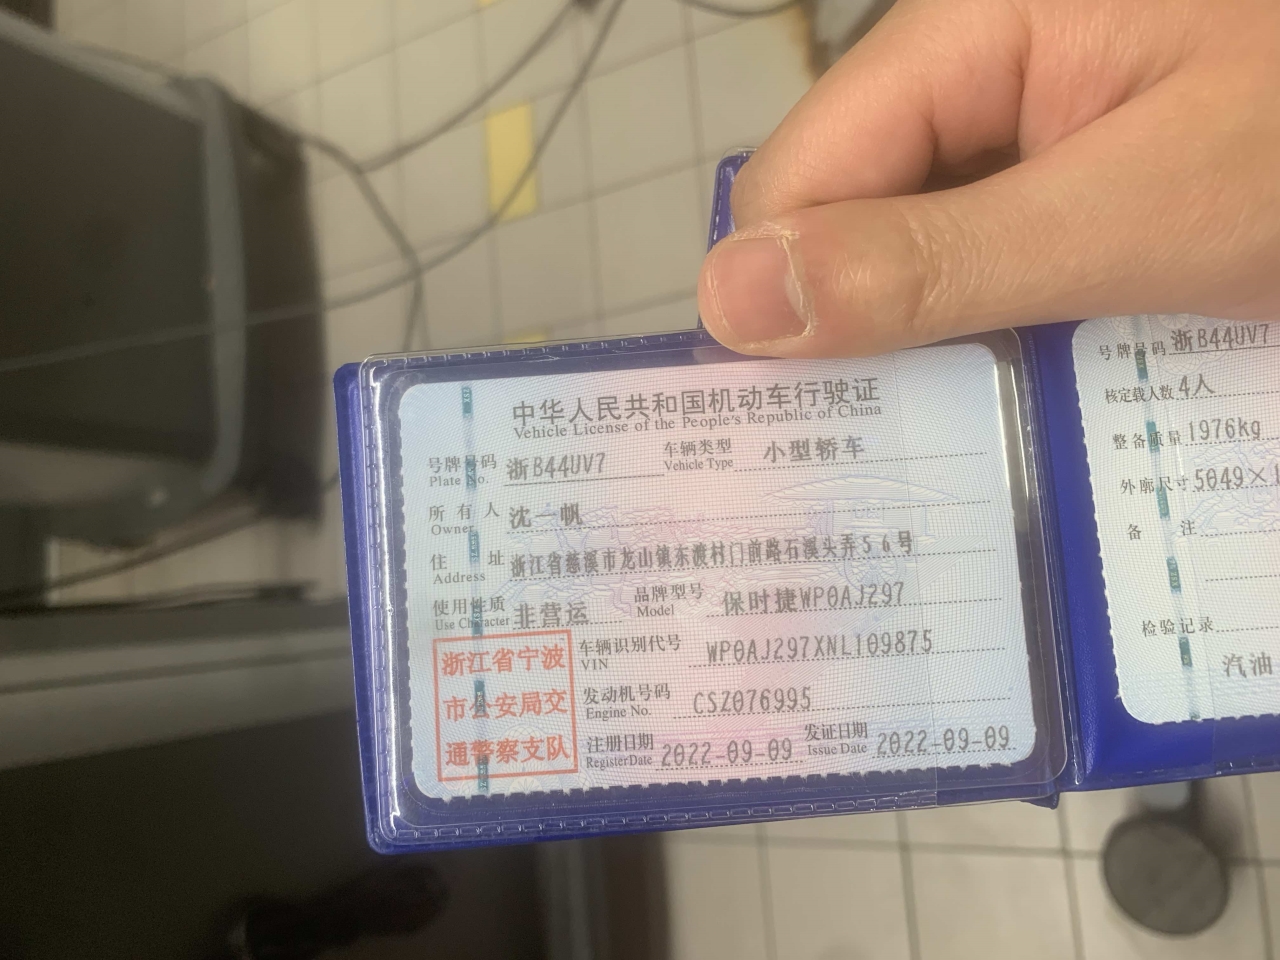 中华人民共和国机动车行驶证
Vehicle License of the People's Republic of China
号牌号码 浙B44UV7 车辆类型 小型轿车
Plate No. Vehicle Type
所有人 沈一帆
Owner
住址 浙江省慈溪市龙山镇东渡村门前路石溪头弄56号
Address
使用性质 非营运 品牌型号 保时捷WP0AJ297
Use Character Model
浙江省宁波
市公安局交
通警察支队
车辆识别代号 WP0AJ297XNL109875
VIN
发动机号码 CSZ076995
Engine No.
注册日期 2022-09-09 发证日期 2022-09-09
Register Date Issue Date
号牌号码 浙B44UV7
核定载人数 4人
整备质量 1976kg
外廓尺寸 5049×1
备注
检验记录
汽油